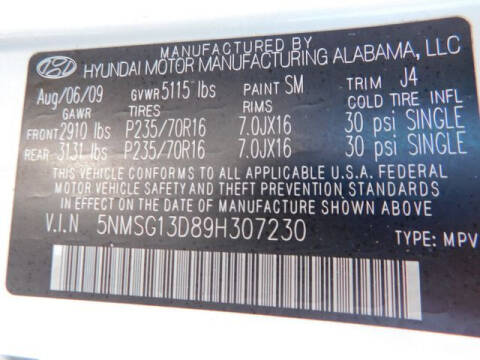 MANUFACTURED BY
HYUNDAI MOTOR MANUFACTURING ALABAMA, LLC
Aug/06/09 GVWR 5115 lbs PAINT SM TRIM J4
GAWR TIRES RIMS COLD TIRE INFL
FRONT 2910 lbs P235/70R16 7.0JX16 30 psi SINGLE
REAR 3131 lbs P235/70R16 7.0JX16 30 psi SINGLE
THIS VEHICLE CONFORMS TO ALL APPLICABLE U.S.A. FEDERAL
MOTOR VEHICLE SAFETY AND THEFT PREVENTION STANDARDS
IN EFFECT ON THE DATE OF MANUFACTURE SHOWN ABOVE.
V.I.N 5NMSG13D89H307230 TYPE: MPV